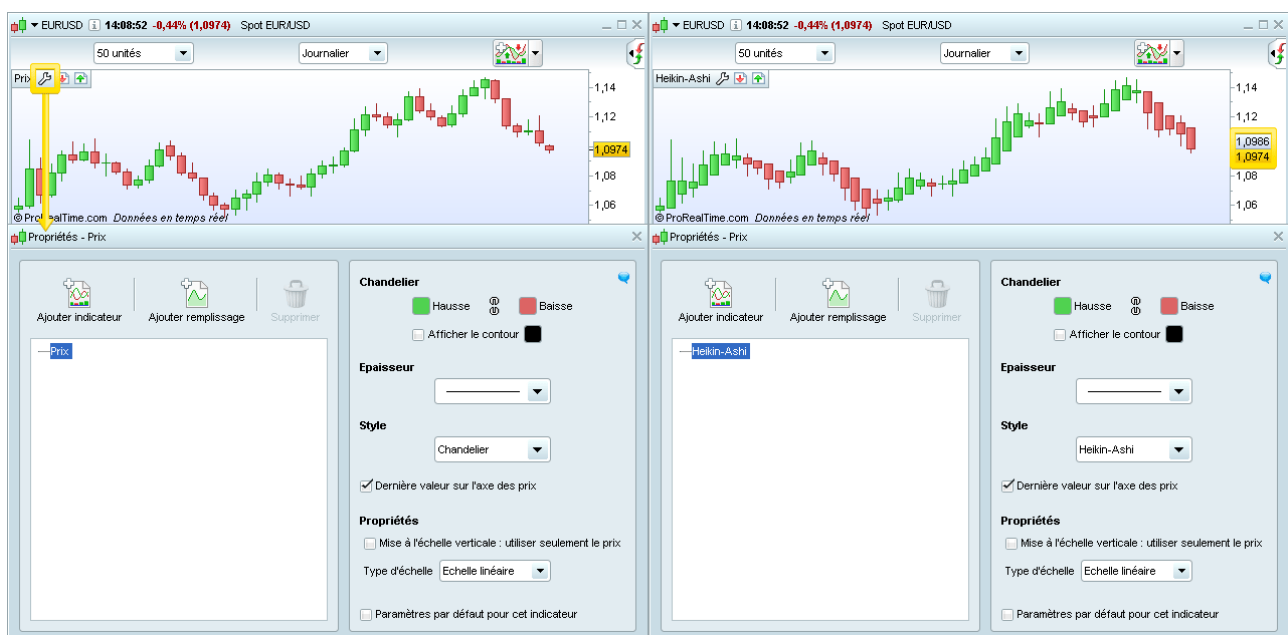 EURUSD 14:08:52 -0,44% (1,0974) Spot EUR/USD
50 unités Journalier
Prix
1,14
1,12
1,0974
1,08
1,06
© ProRealTime.com Données en temps réel
Propriétés - Prix
Ajouter indicateur
Ajouter remplissage
Supprimer
Prix
Chandelier
Hausse
Baisse
Afficher le contour
Epaisseur
Style
Chandelier
Dernière valeur sur l'axe des prix
Propriétés
Mise à l'échelle verticale : utiliser seulement le prix
Type d'échelle Echelle linéaire
Paramètres par défaut pour cet indicateur
EURUSD 14:08:52 -0,44% (1,0974) Spot EUR/USD
50 unités Journalier
Heikin-Ashi
1,14
1,12
1,0986
1,0974
1,08
1,06
© ProRealTime.com Données en temps réel
Propriétés - Prix
Ajouter indicateur
Ajouter remplissage
Supprimer
Heikin-Ashi
Chandelier
Hausse
Baisse
Afficher le contour
Epaisseur
Style
Heikin-Ashi
Dernière valeur sur l'axe des prix
Propriétés
Mise à l'échelle verticale : utiliser seulement le prix
Type d'échelle Echelle linéaire
Paramètres par défaut pour cet indicateur